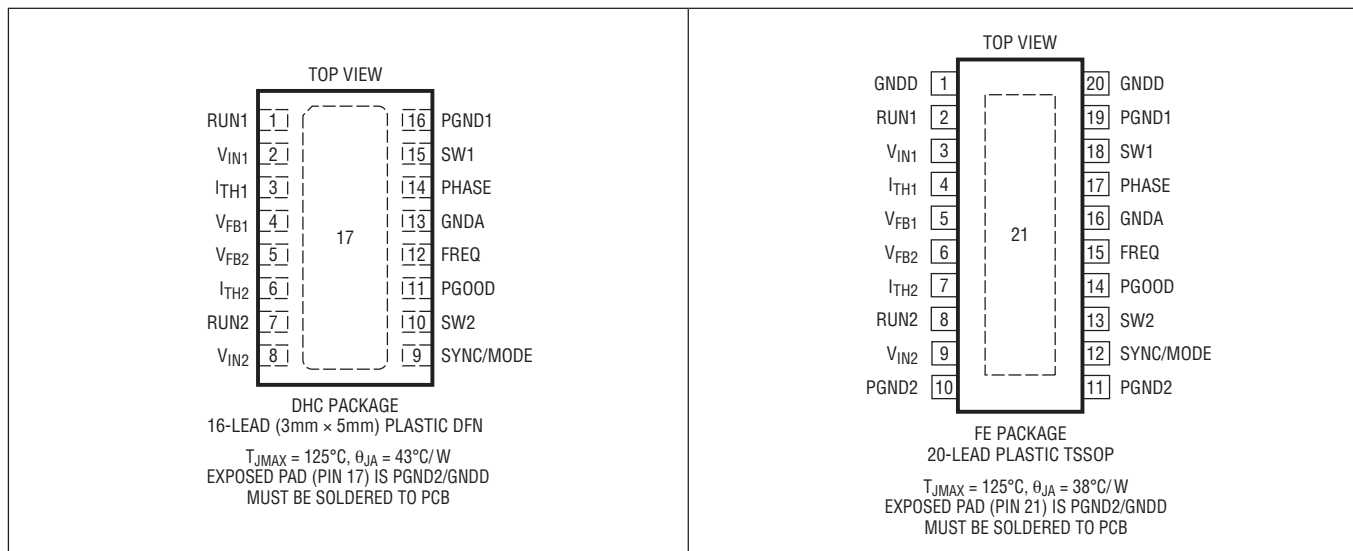 TOP VIEW
RUN1 1 16 PGND1
VIN1 2 15 SW1
ITH1 3 14 PHASE
VFB1 4 13 GNDA
17
VFB2 5 12 FREQ
ITH2 6 11 PGOOD
RUN2 7 10 SW2
VIN2 8 9 SYNC/MODE
DHC PACKAGE
16-LEAD (3mm × 5mm) PLASTIC DFN
TJMAX = 125°C, θJA = 43°C/W
EXPOSED PAD (PIN 17) IS PGND2/GNDD
MUST BE SOLDERED TO PCB
TOP VIEW
GNDD 1 20 GNDD
RUN1 2 19 PGND1
VIN1 3 18 SW1
ITH1 4 17 PHASE
VFB1 5 16 GNDA
21
VFB2 6 15 FREQ
ITH2 7 14 PGOOD
RUN2 8 13 SW2
VIN2 9 12 SYNC/MODE
PGND2 10 11 PGND2
FE PACKAGE
20-LEAD PLASTIC TSSOP
TJMAX = 125°C, θJA = 38°C/W
EXPOSED PAD (PIN 21) IS PGND2/GNDD
MUST BE SOLDERED TO PCB